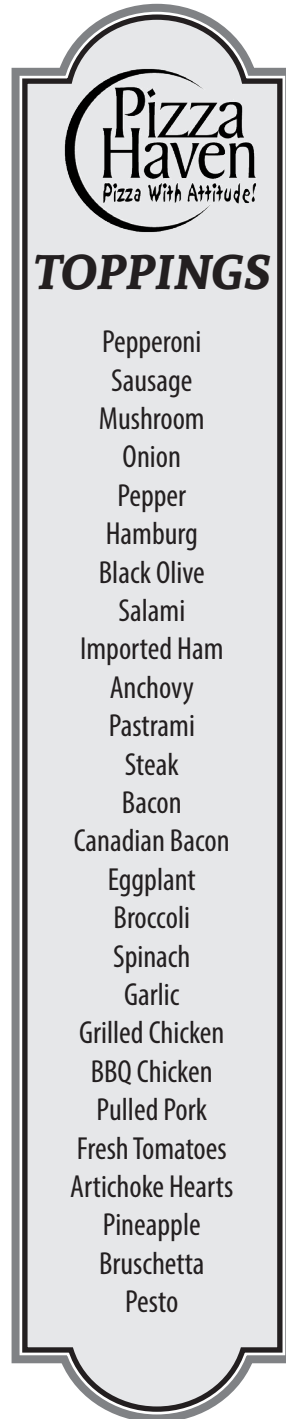 Pizza
Haven
Pizza With Attitude!
TOPPINGS
Pepperoni
Sausage
Mushroom
Onion
Pepper
Hamburg
Black Olive
Salami
Imported Ham
Anchovy
Pastrami
Steak
Bacon
Canadian Bacon
Eggplant
Broccoli
Spinach
Garlic
Grilled Chicken
BBQ Chicken
Pulled Pork
Fresh Tomatoes
Artichoke Hearts
Pineapple
Bruschetta
Pesto